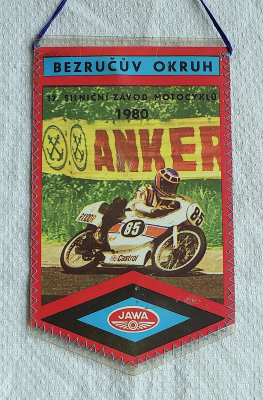 BEZRUČŮV OKRUH
17. SILNIČNÍ ZÁVOD MOTOCYKLŮ
1980
ANKER
85
85
Castrol
JAWA